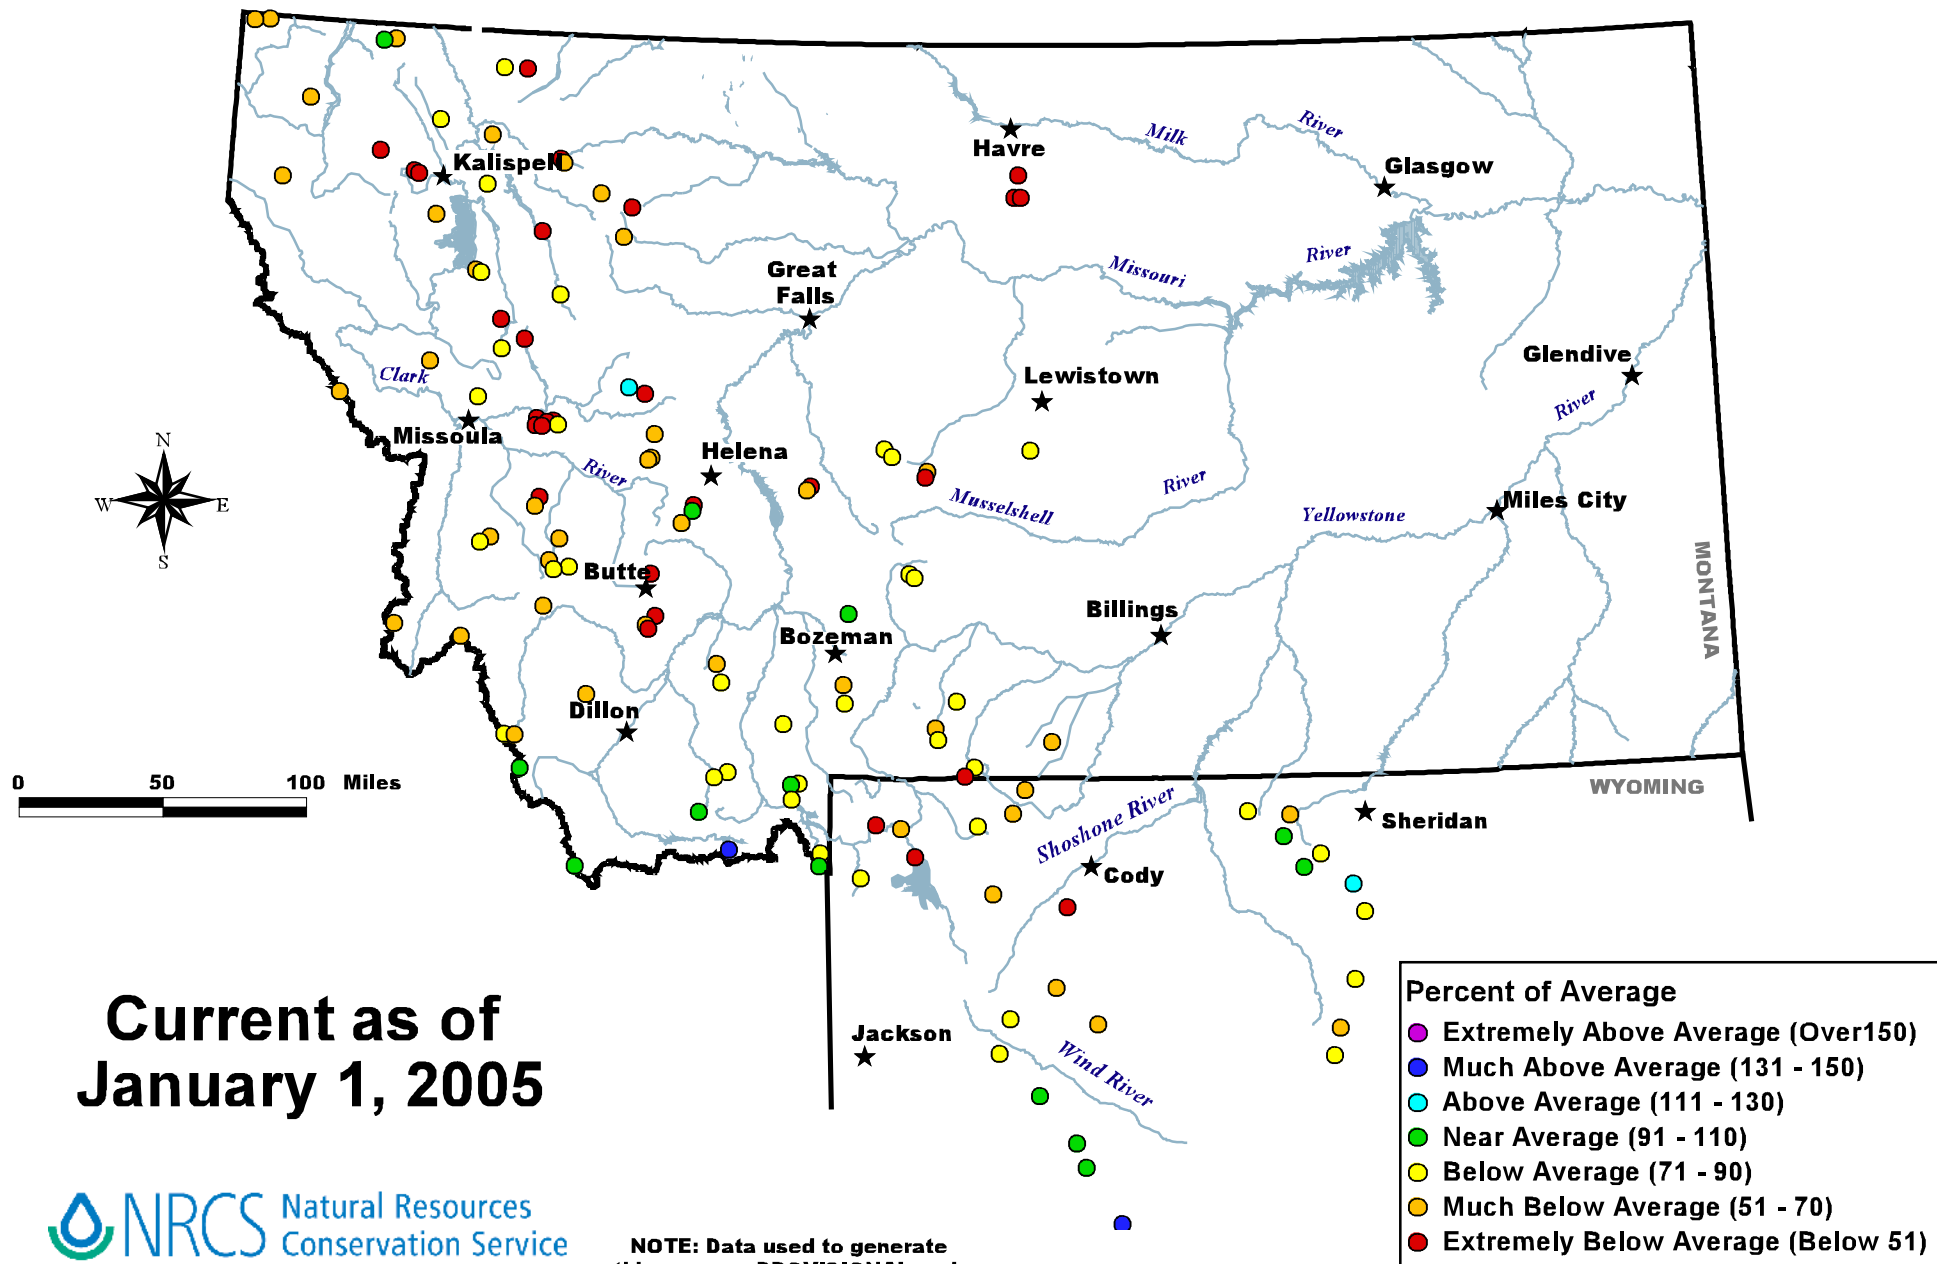 Kalispell
Havre
Milk
River
Glasgow
Great
Falls
Missouri
River
Glendive
River
Lewistown
Clark
Missoula
River
Helena
Musselshell
River
Yellowstone
Miles City
N
W
E
S
Butte
Billings
Bozeman
MONTANA
Dillon
0 50 100 Miles
WYOMING
Shoshone River
Sheridan
Cody
Jackson
Wind River
Current as of
January 1, 2005
Percent of Average
Extremely Above Average (Over150)
Much Above Average (131 - 150)
Above Average (111 - 130)
Near Average (91 - 110)
Below Average (71 - 90)
Much Below Average (51 - 70)
Extremely Below Average (Below 51)
NRCS
Natural Resources
Conservation Service
NOTE: Data used to generate